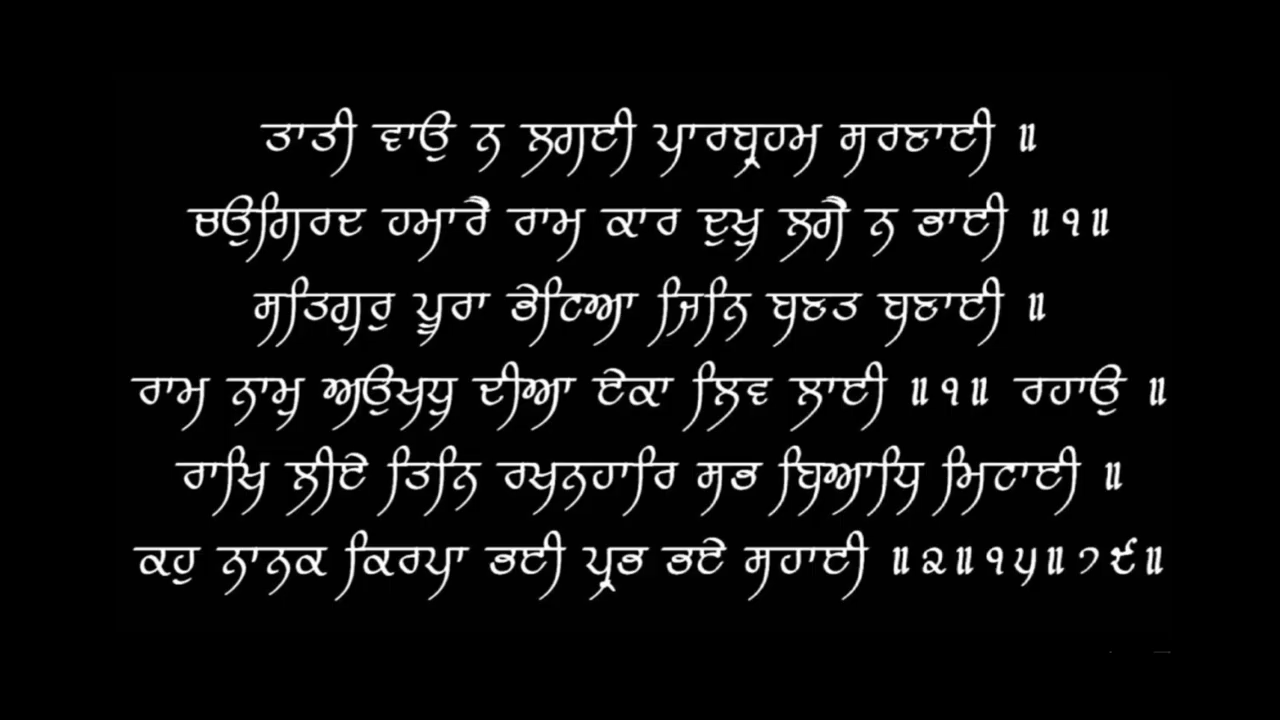 ਤਾਤੀ ਵਾਉ ਨ ਲਗਈ ਪਾਰਬ੍ਰਹਮ ਸਰਣਾਈ ॥
ਚਉਗਿਰਦ ਹਮਾਰੈ ਰਾਮ ਕਾਰ ਦੁਖੁ ਲਗੈ ਨ ਭਾਈ ॥੧॥
ਸਤਿਗੁਰੁ ਪੂਰਾ ਭੇਟਿਆ ਜਿਨਿ ਬਣਤ ਬਣਾਈ ॥
ਰਾਮ ਨਾਮੁ ਅਉਖਧੁ ਦੀਆ ਏਕਾ ਲਿਵ ਲਾਈ ॥੧॥ ਰਹਾਉ ॥
ਰਾਖਿ ਲੀਏ ਤਿਨਿ ਰਖਨਹਾਰਿ ਸਭ ਬਿਆਧਿ ਮਿਟਾਈ ॥
ਕਹੁ ਨਾਨਕ ਕਿਰਪਾ ਭਈ ਪ੍ਰਭ ਭਏ ਸਹਾਈ ॥੨॥੧੫॥੭੯॥